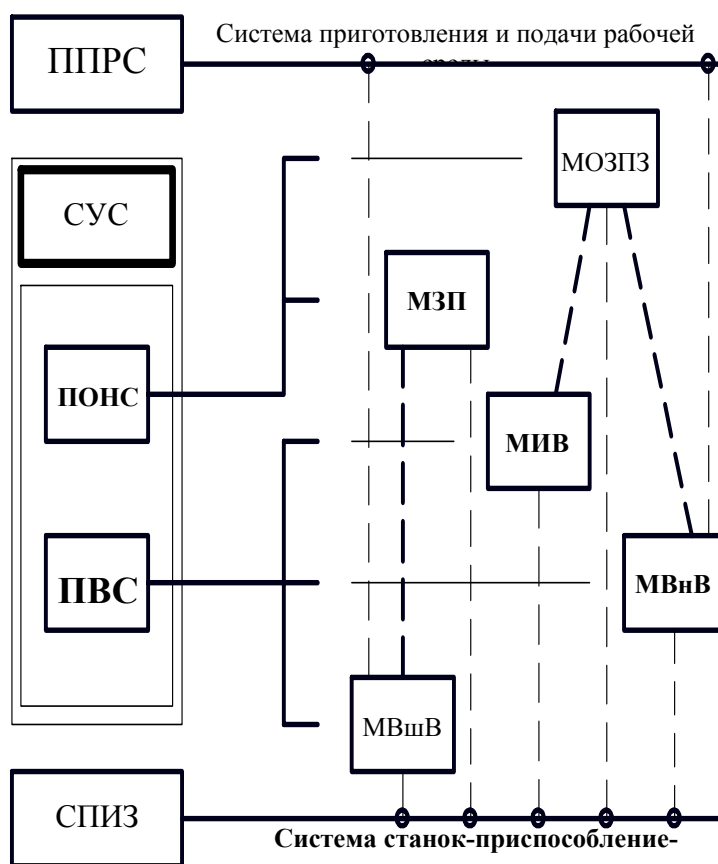 Система приготовления и подачи рабочей
ППРС
МОЗПЗ
СУС
МЗП
ПОНС
МИВ
ПВС
МВнВ
МВшВ
СПИЗ
Система станок-приспособление-